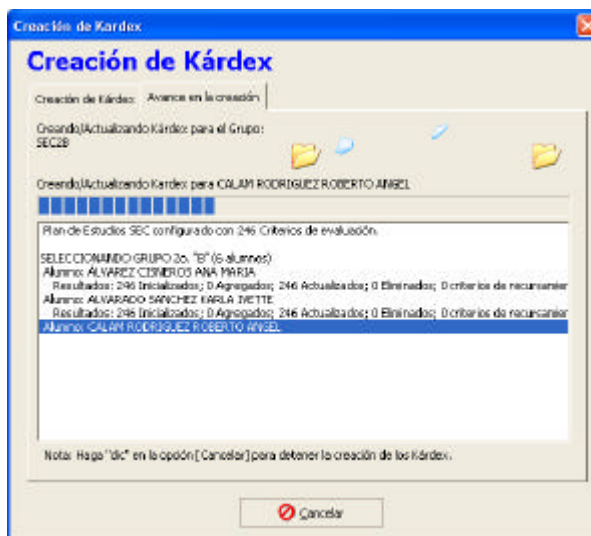 Creación de Kardex
Creación de Kárdex
Creación de Kárdex
Avance en la creación
Creando/Actualizando Kárdex para el Grupo:
SEC2B
Creando/Actualizando Kardex para CALAM RODRIGUEZ ROBERTO ANGEL
Plan de Estudios SEC configurado con 246 Criterios de evaluación.
SELECCIONANDO GRUPO 2o. "B" (6 alumnos)
Alumno: ALVAREZ CISNEROS ANA MARIA
Resultados: 246 Inicializados; 0 Agregados; 246 Actualizados; 0 Eliminados; 0 criterios de recursamier
Alumno: ALVARADO SANCHEZ KARLA IVETTE
Resultados: 246 Inicializados; 0 Agregados; 246 Actualizados; 0 Eliminados; 0 criterios de recursamier
Alumno: CALAM RODRIGUEZ ROBERTO ANGEL
Nota: Haga "clic" en la opción [Cancelar] para detener la creación de los Kárdex.
Cancelar